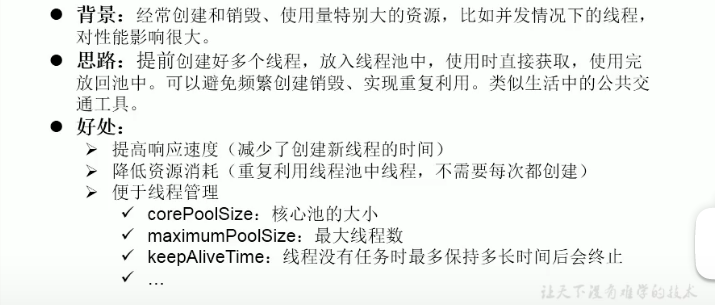 ● 背景：经常创建和销毁、使用量特别大的资源，比如并发情况下的线程，
对性能影响很大。
● 思路：提前创建好多个线程，放入线程池中，使用时直接获取，使用完
放回池中。可以避免频繁创建销毁、实现重复利用。类似生活中的公共交
通工具。
● 好处：
➢ 提高响应速度（减少了创建新线程的时间）
➢ 降低资源消耗（重复利用线程池中线程，不需要每次都创建）
➢ 便于线程管理
✓ corePoolSize：核心池的大小
✓ maximumPoolSize：最大线程数
✓ keepAliveTime：线程没有任务时最多保持多长时间后会终止
✓ …
让天下没有难学的技术